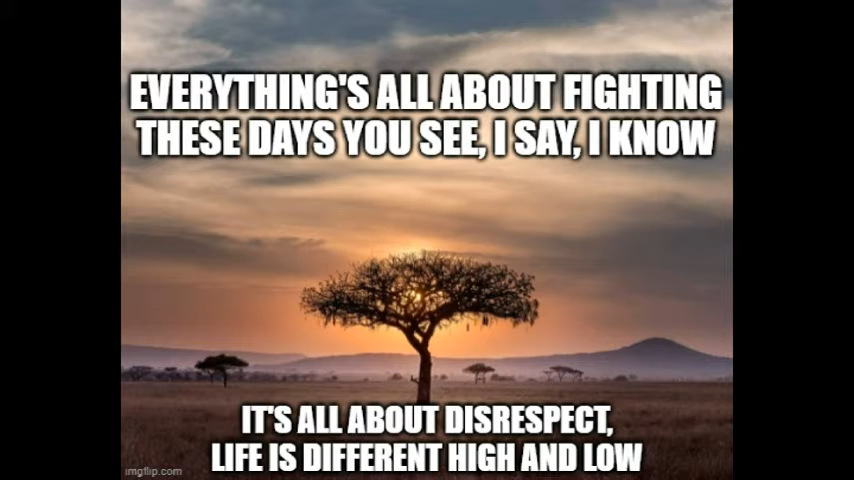 EVERYTHING'S ALL ABOUT FIGHTING
THESE DAYS YOU SEE, I SAY, I KNOW
IT'S ALL ABOUT DISRESPECT,
LIFE IS DIFFERENT HIGH AND LOW
imgflip.com